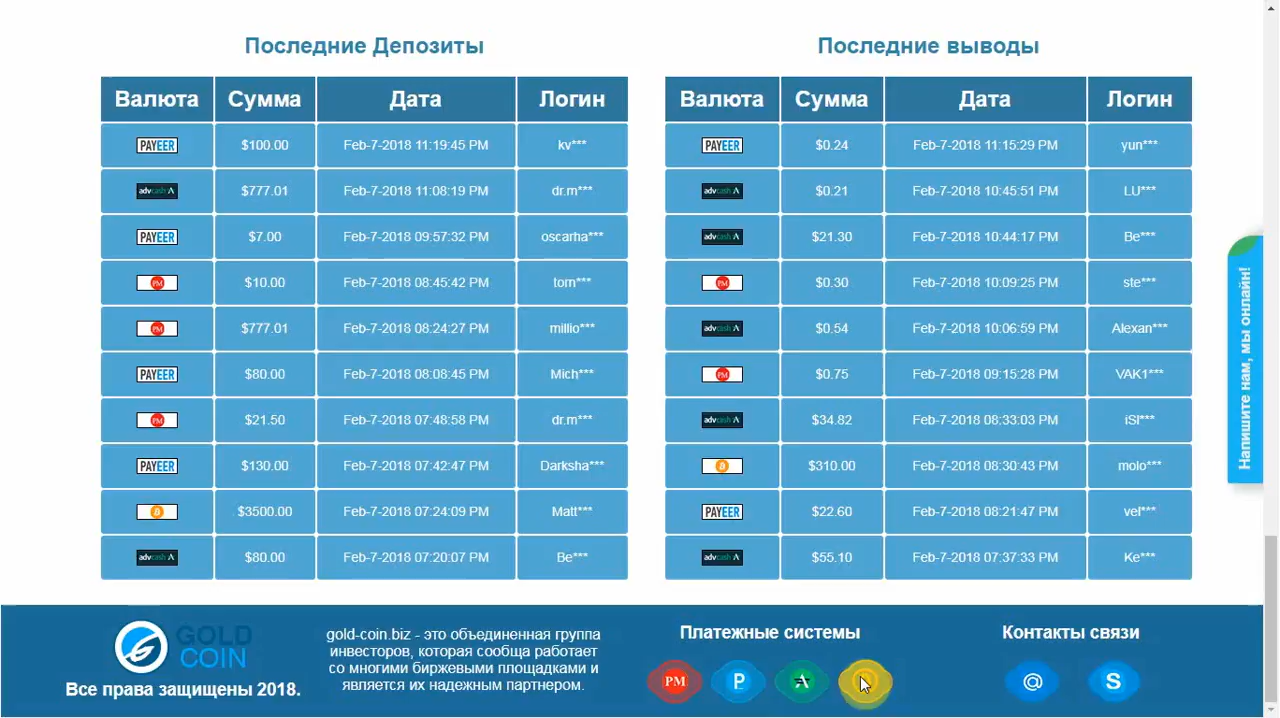 Последние Депозиты
Валюта Сумма Дата Логин
PAYEER $100.00 Feb-7-2018 11:19:45 PM kv***
advcash $777.01 Feb-7-2018 11:08:19 PM dr.m***
PAYEER $7.00 Feb-7-2018 09:57:32 PM oscarha***
PM $10.00 Feb-7-2018 08:45:42 PM tom***
PM $777.01 Feb-7-2018 08:24:27 PM millio***
PAYEER $80.00 Feb-7-2018 08:08:45 PM Mich***
PM $21.50 Feb-7-2018 07:48:58 PM dr.m***
PAYEER $130.00 Feb-7-2018 07:42:47 PM Darksha***
$3500.00 Feb-7-2018 07:24:09 PM Matt***
advcash $80.00 Feb-7-2018 07:20:07 PM Be***
Последние выводы
Валюта Сумма Дата Логин
PAYEER $0.24 Feb-7-2018 11:15:29 PM yun***
advcash $0.21 Feb-7-2018 10:45:51 PM LU***
advcash $21.30 Feb-7-2018 10:44:17 PM Be***
PM $0.30 Feb-7-2018 10:09:25 PM ste***
advcash $0.54 Feb-7-2018 10:06:59 PM Alexan***
PM $0.75 Feb-7-2018 09:15:28 PM VAK1***
advcash $34.82 Feb-7-2018 08:33:03 PM iSl***
$310.00 Feb-7-2018 08:30:43 PM molo***
PAYEER $22.60 Feb-7-2018 08:21:47 PM vel***
advcash $55.10 Feb-7-2018 07:37:33 PM Ke***
Напишите нам, мы онлайн!
GOLD
COIN
Все права защищены 2018.
gold-coin.biz - это объединенная группа
инвесторов, которая сообща работает
со многими биржевыми площадками и
является их надежным партнером.
Платежные системы
PM P
Контакты связи
@ S